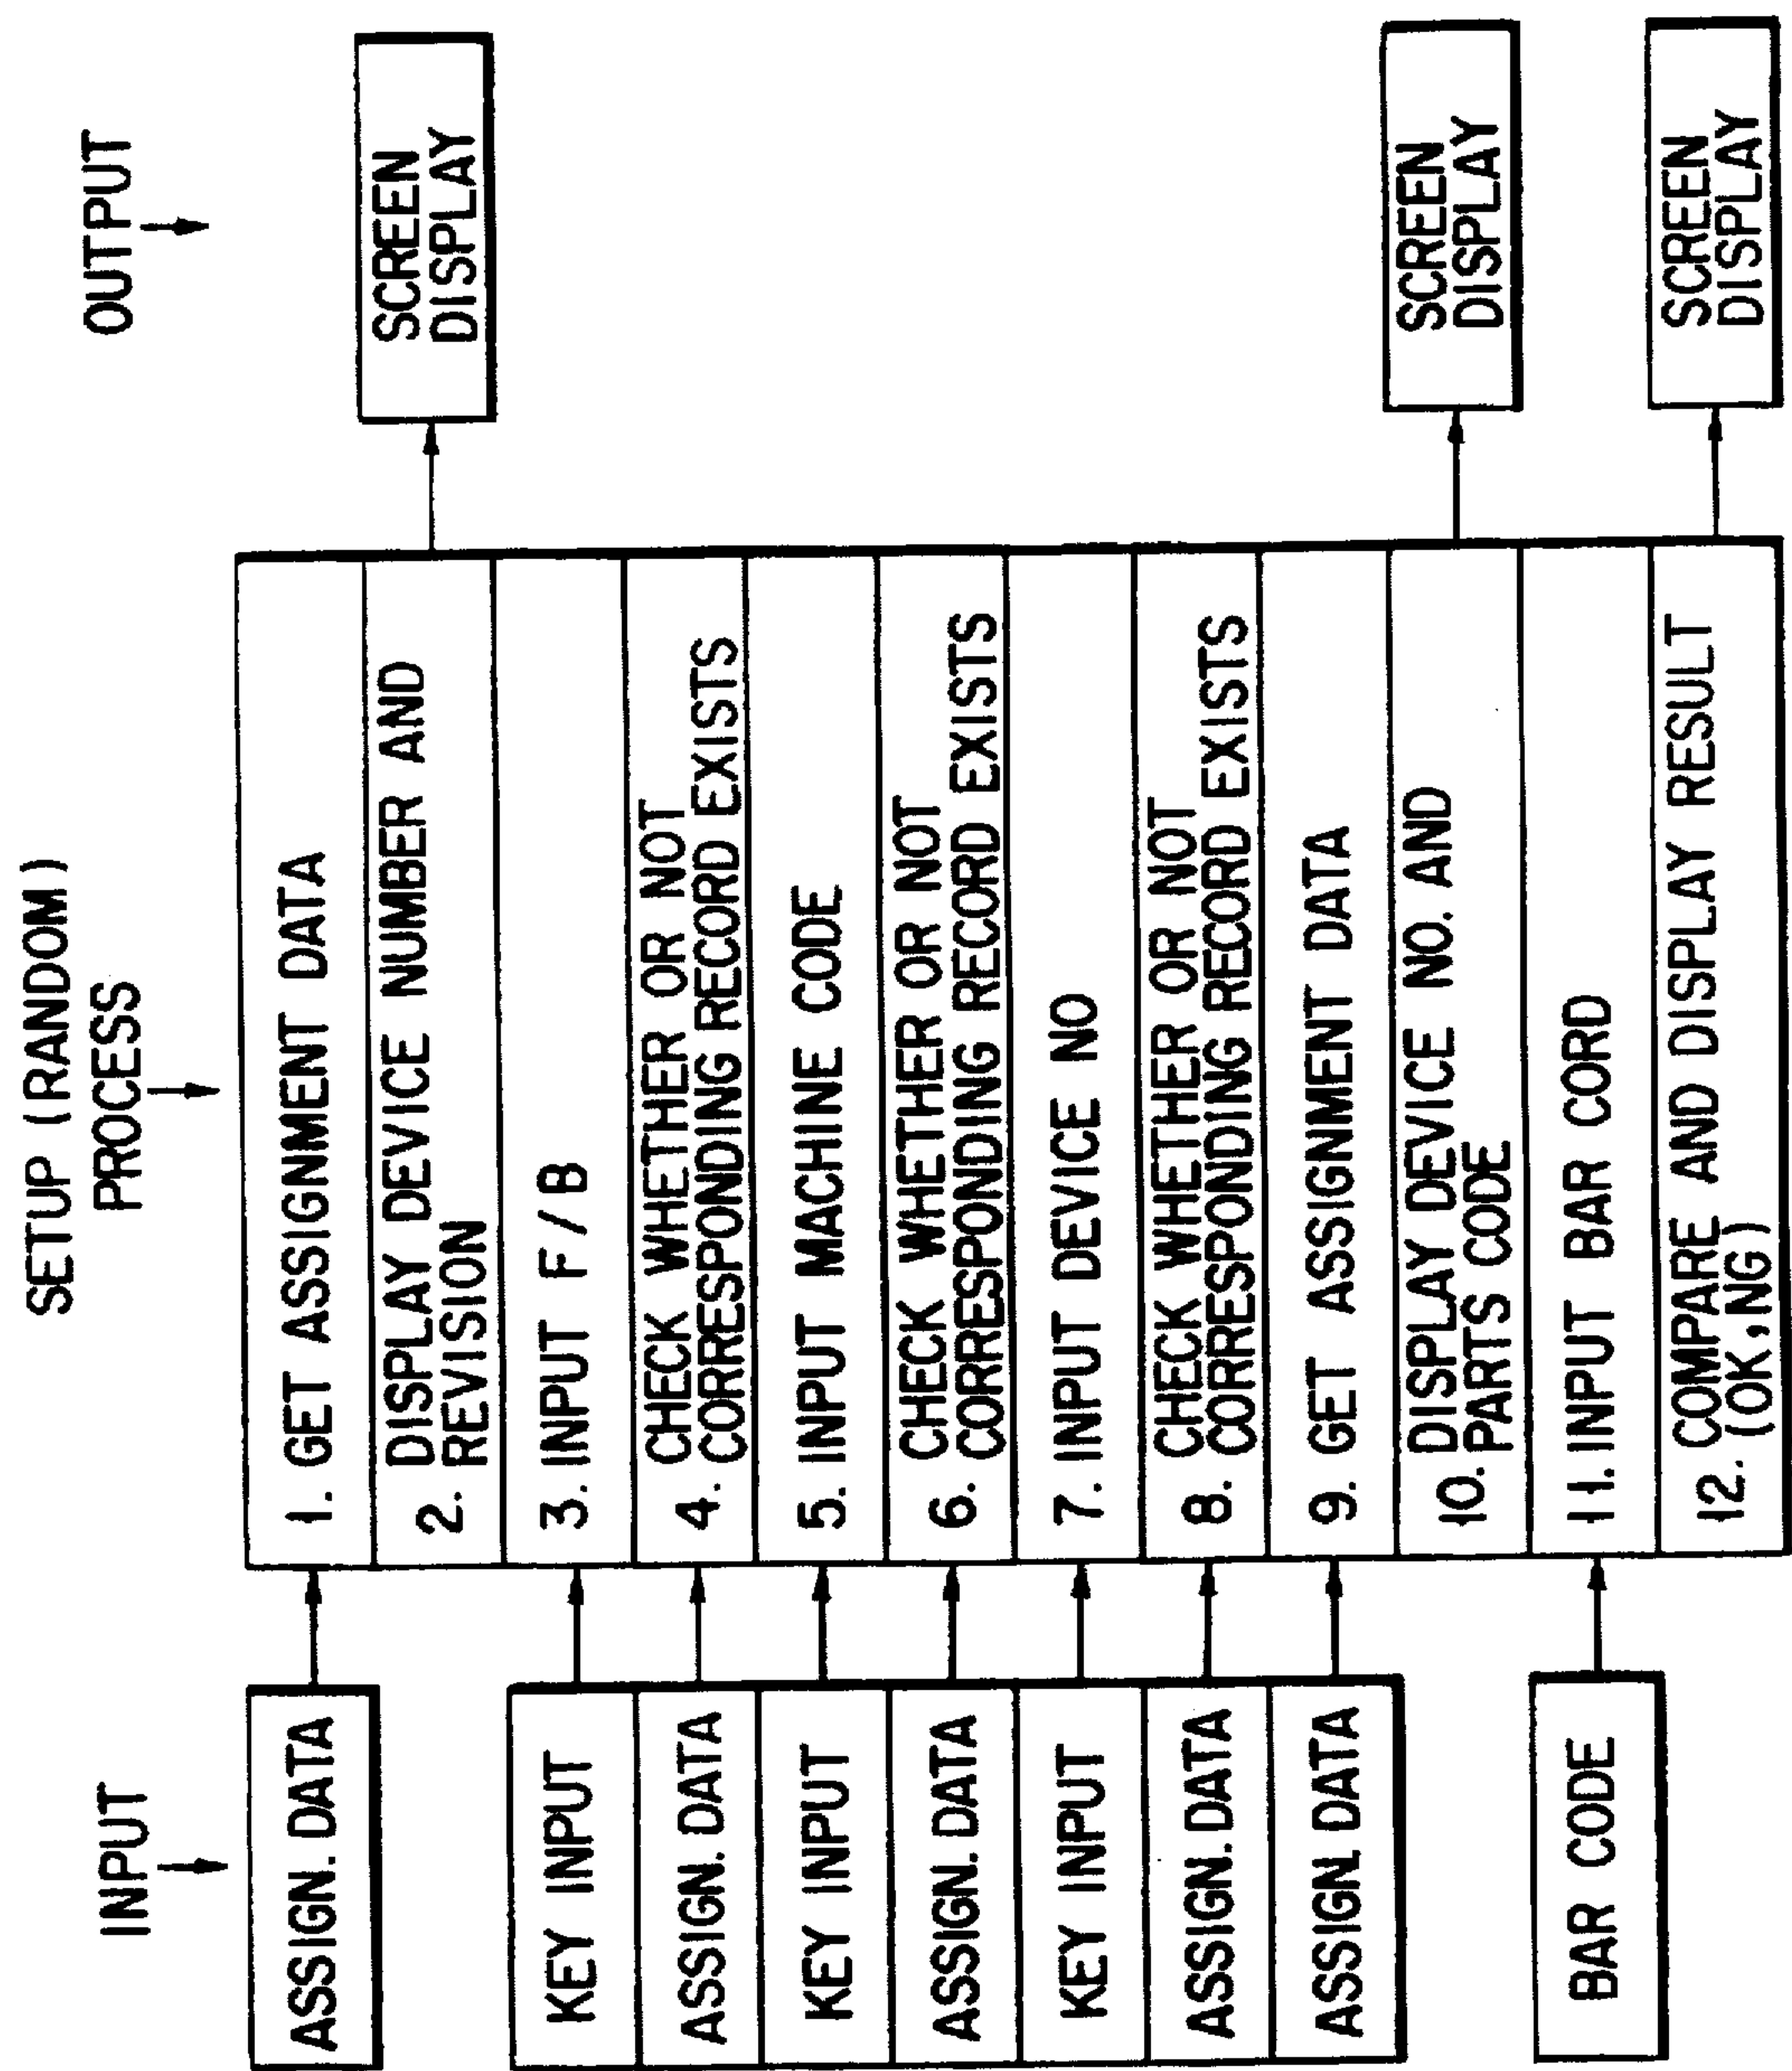 SETUP (RANDOM)
INPUT
PROCESS
OUTPUT
ASSIGN. DATA
1. GET ASSIGNMENT DATA
2. DISPLAY DEVICE NUMBER AND
REVISION
SCREEN
DISPLAY
KEY INPUT
3. INPUT F/B
ASSIGN. DATA
4. CHECK WHETHER OR NOT
CORRESPONDING RECORD EXISTS
KEY INPUT
5. INPUT MACHINE CODE
ASSIGN. DATA
6. CHECK WHETHER OR NOT
CORRESPONDING RECORD EXISTS
KEY INPUT
7. INPUT DEVICE NO
ASSIGN. DATA
8. CHECK WHETHER OR NOT
CORRESPONDING RECORD EXISTS
ASSIGN. DATA
9. GET ASSIGNMENT DATA
10. DISPLAY DEVICE NO. AND
PARTS CODE
SCREEN
DISPLAY
BAR CODE
11. INPUT BAR CORD
12. COMPARE AND DISPLAY RESULT
(OK, NG)
SCREEN
DISPLAY